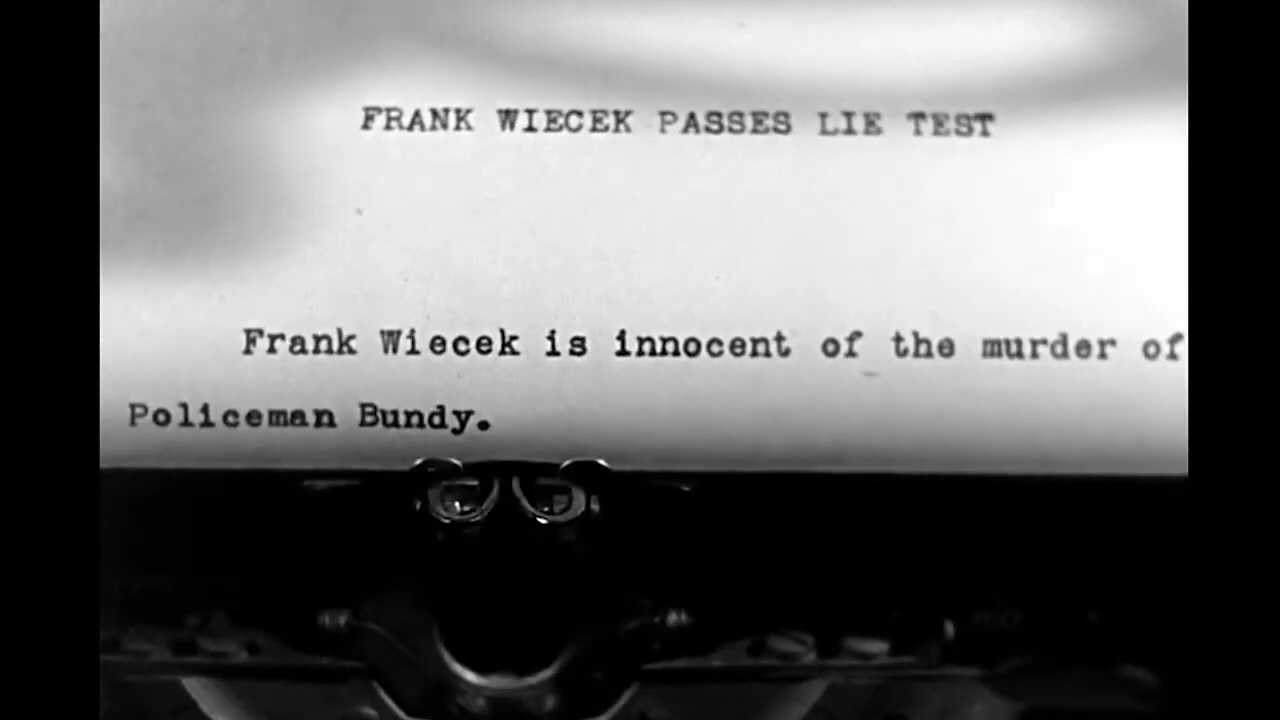 FRANK WIECEK PASSES LIE TEST
Frank Wiecek is innocent of the murder of
Policeman Bundy.